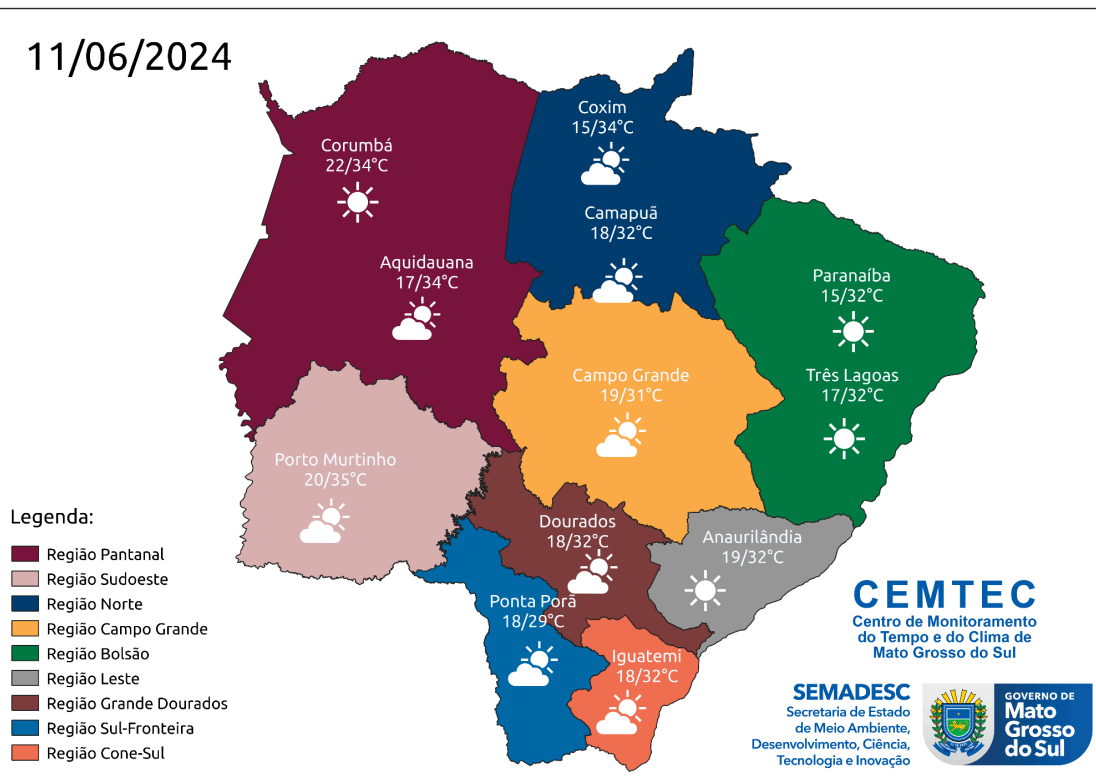 11/06/2024
Coxim
15/34°C
Corumbá
22/34°C
Camapuã
18/32°C
Aquidauana
17/34°C
Paranaíba
15/32°C
Campo Grande
19/31°C
Três Lagoas
17/32°C
Porto Murtinho
20/35°C
Dourados
18/32°C
Anaurilândia
19/32°C
Ponta Porã
18/29°C
Iguatemi
18/32°C
Legenda:
Região Pantanal
Região Sudoeste
Região Norte
Região Campo Grande
Região Bolsão
Região Leste
Região Grande Dourados
Região Sul-Fronteira
Região Cone-Sul
CEMTEC
Centro de Monitoramento
do Tempo e do Clima de
Mato Grosso do Sul
SEMADESC
Secretaria de Estado
de Meio Ambiente,
Desenvolvimento, Ciência,
Tecnologia e Inovação
GOVERNO DE
Mato
Grosso
do Sul